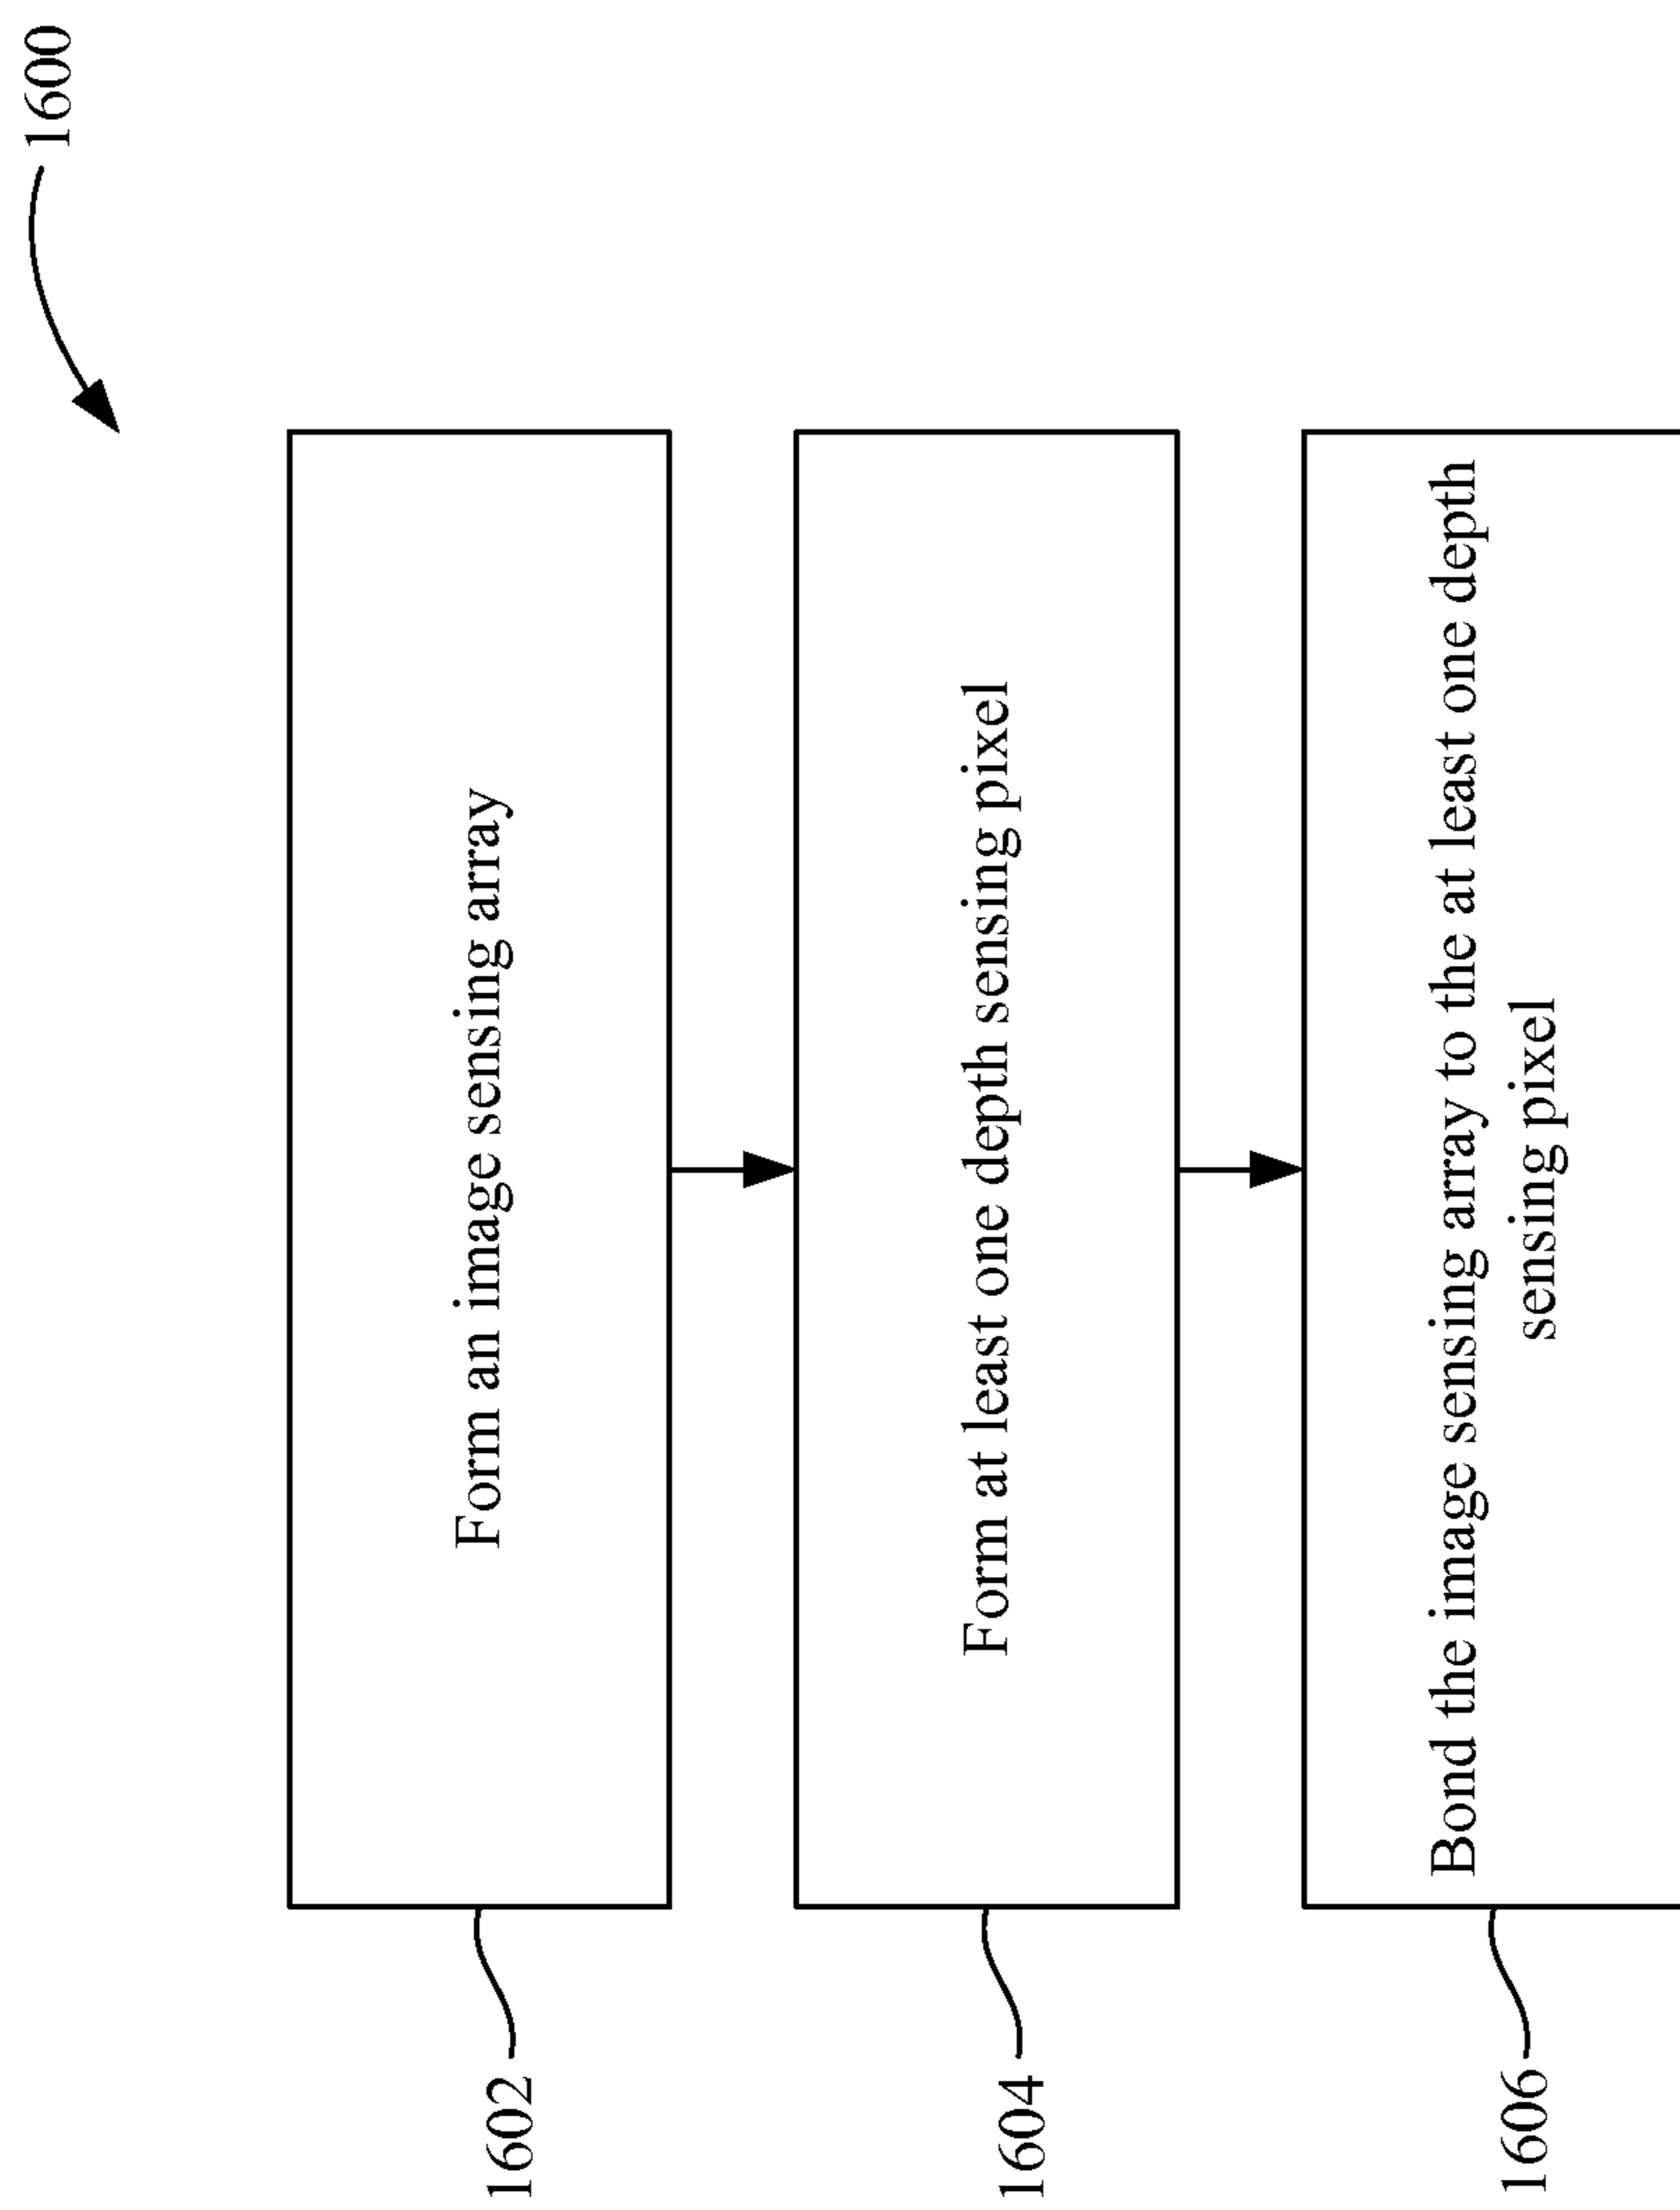 1600
1602
Form an image sensing array
1604
Form at least one depth sensing pixel
1606
Bond the image sensing array to the at least one depth
sensing pixel